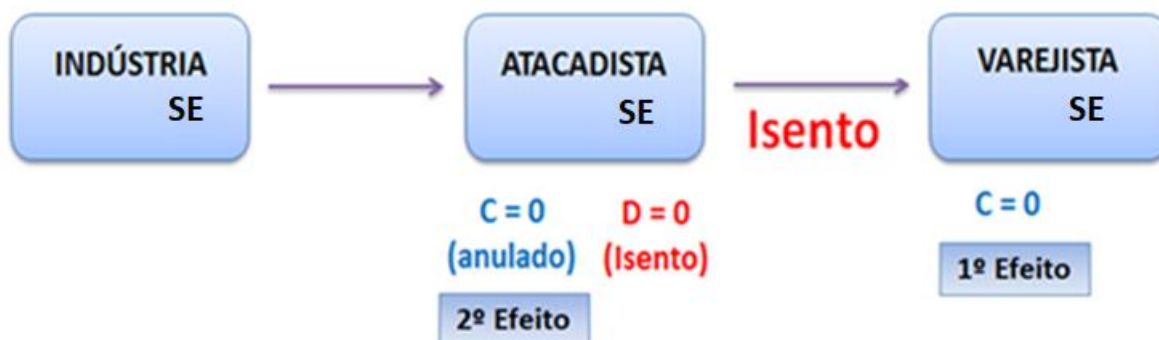 INDÚSTRIA
SE
ATACADISTA
SE
Isento
VAREJISTA
SE
C = 0
(anulado)
D = 0
(Isento)
2º Efeito
C = 0
1º Efeito